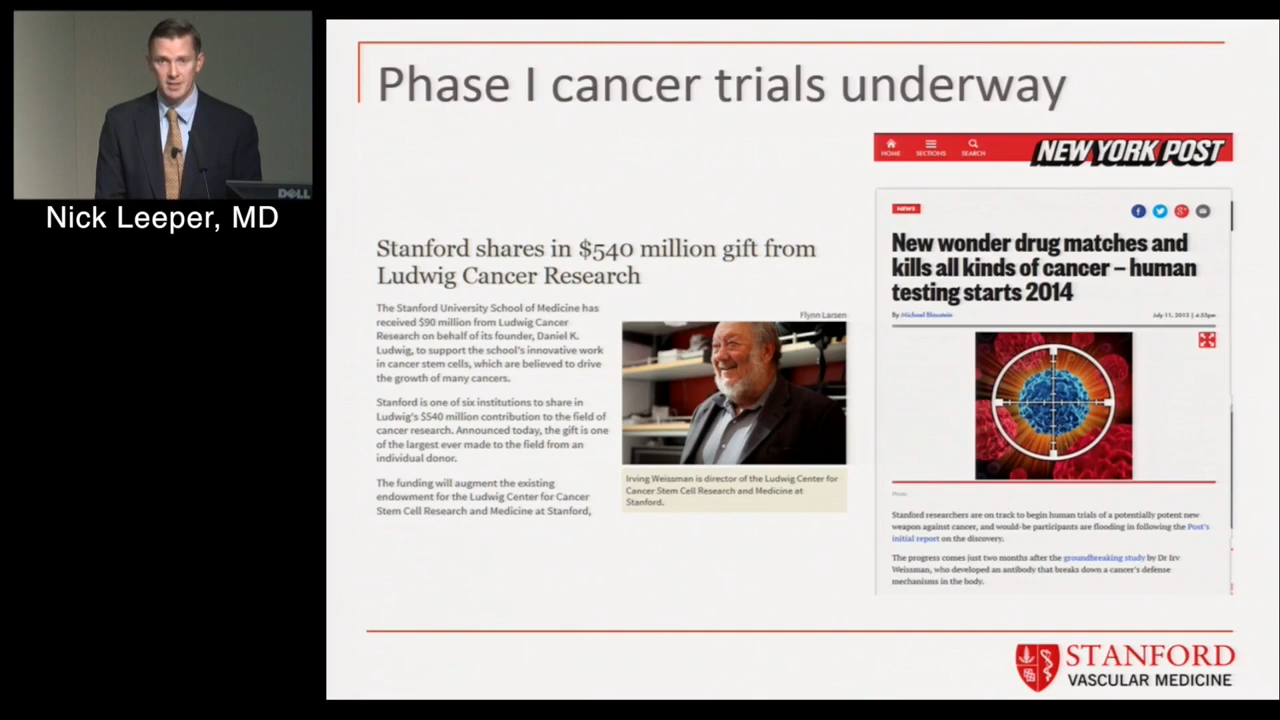 DELL
Nick Leeper, MD
Phase I cancer trials underway
Stanford shares in $540 million gift from
Ludwig Cancer Research
The Stanford University School of Medicine has
received $90 million from Ludwig Cancer
Research on behalf of its founder, Daniel K.
Ludwig, to support the school's innovative work
in cancer stem cells, which are believed to drive
the growth of many cancers.
Stanford is one of six institutions to share in
Ludwig's $540 million contribution to the field of
cancer research. Announced today, the gift is one
of the largest ever made to the field from an
individual donor.
The funding will augment the existing
endowment for the Ludwig Center for Cancer
Stem Cell Research and Medicine at Stanford,
Flynn Larsen
Irving Weissman is director of the Ludwig Center for
Cancer Stem Cell Research and Medicine at
Stanford.
HOME SECTIONS SEARCH
NEW YORK POST
NEWS
New wonder drug matches and
kills all kinds of cancer – human
testing starts 2014
By Michael
July 11, 2013 | 4:33pm
Photo:
Stanford researchers are on track to begin human trials of a potentially potent new
weapon against cancer, and would-be participants are flooding in following the Post's
initial report on the discovery.
The progress comes just two months after the groundbreaking study by Dr Irv
Weissman, who developed an antibody that breaks down a cancer's defense
mechanisms in the body.
STANFORD
VASCULAR MEDICINE